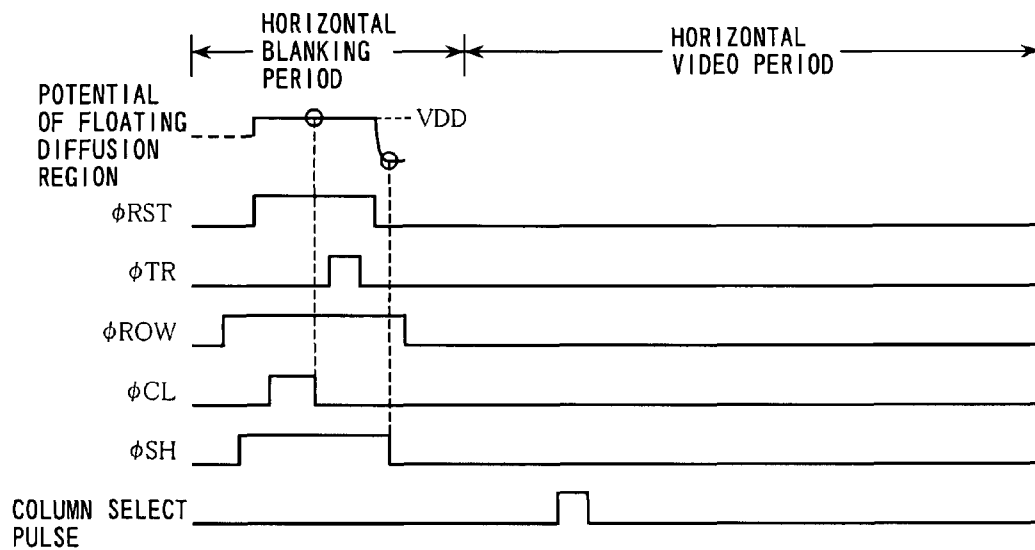 HORIZONTAL
BLANKING
PERIOD
HORIZONTAL
VIDEO PERIOD
POTENTIAL
OF FLOATING
DIFFUSION
REGION
VDD
ϕRST
ϕTR
ϕROW
ϕCL
ϕSH
COLUMN SELECT
PULSE